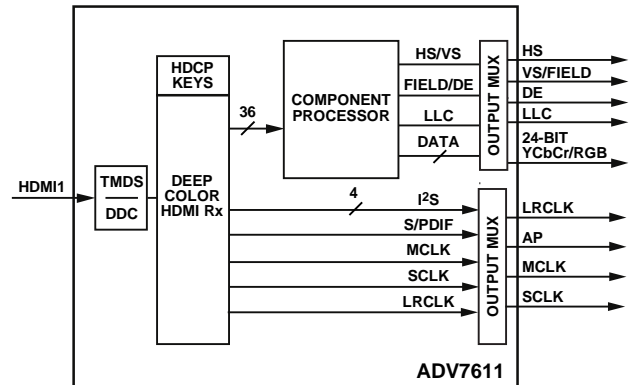 HDCP
KEYS
36
COMPONENT
PROCESSOR
HS/VS
FIELD/DE
LLC
DATA
OUTPUT MUX
HS
VS/FIELD
DE
LLC
24-BIT
YCbCr/RGB
HDMI1
TMDS
DDC
DEEP
COLOR
HDMI Rx
4
I²S
S/PDIF
MCLK
SCLK
LRCLK
OUTPUT MUX
LRCLK
AP
MCLK
SCLK
ADV7611